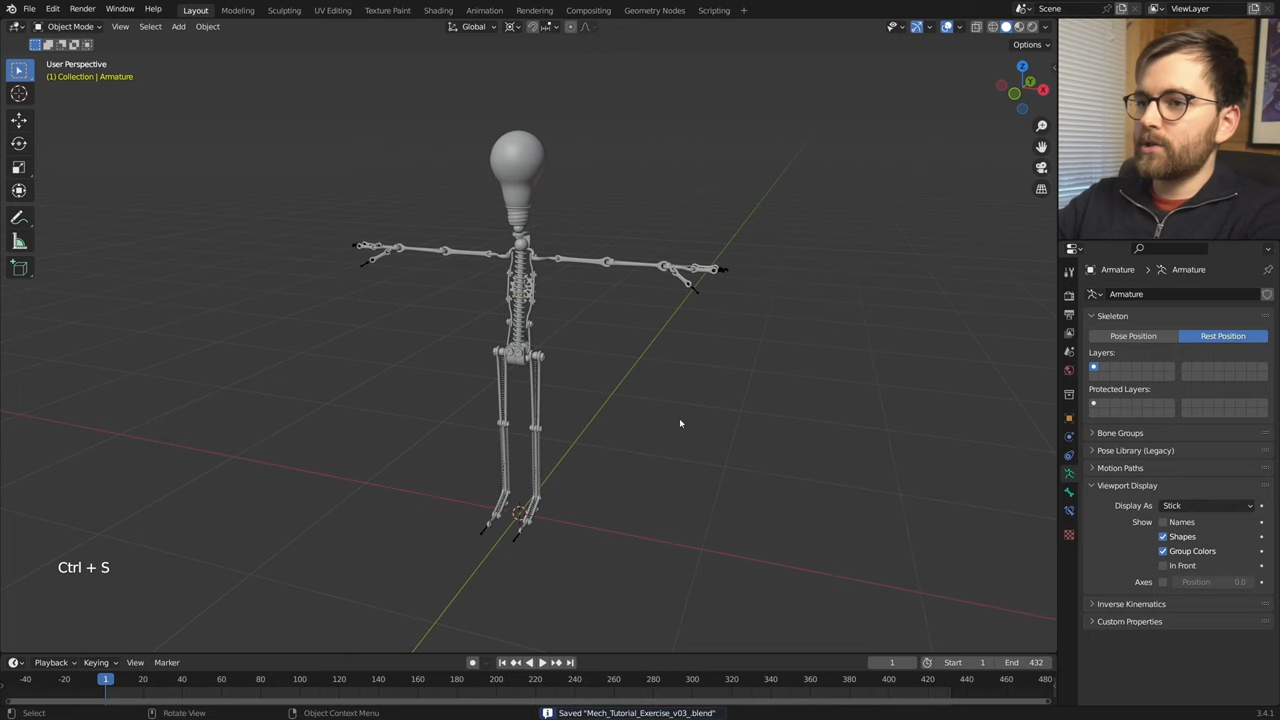 File Edit Render Window Help Layout Modeling Sculpting UV Editing Texture Paint Shading Animation Rendering Compositing Geometry Nodes Scripting + Scene ViewLayer
Object Mode View Select Add Object Global
Options
User Perspective
(1) Collection | Armature
Z
Y
X
Armature Armature
Armature
Skeleton
Pose Position Rest Position
Layers:
Protected Layers:
Bone Groups
Pose Library (Legacy)
Motion Paths
Viewport Display
Display As Stick
Show Names
Shapes
Group Colors
In Front
Axes Position 0.0
Inverse Kinematics
Custom Properties
Ctrl + S
Playback Keying View Marker 1 Start 1 End 432
-40 -20 1 20 40 60 80 100 120 140 160 180 200 220 240 260 280 300 320 340 360 380 400 420 440 460 480
Select Rotate View Object Context Menu Saved "Mech_Tutorial_Exercise_v03_.blend" 3.4.1